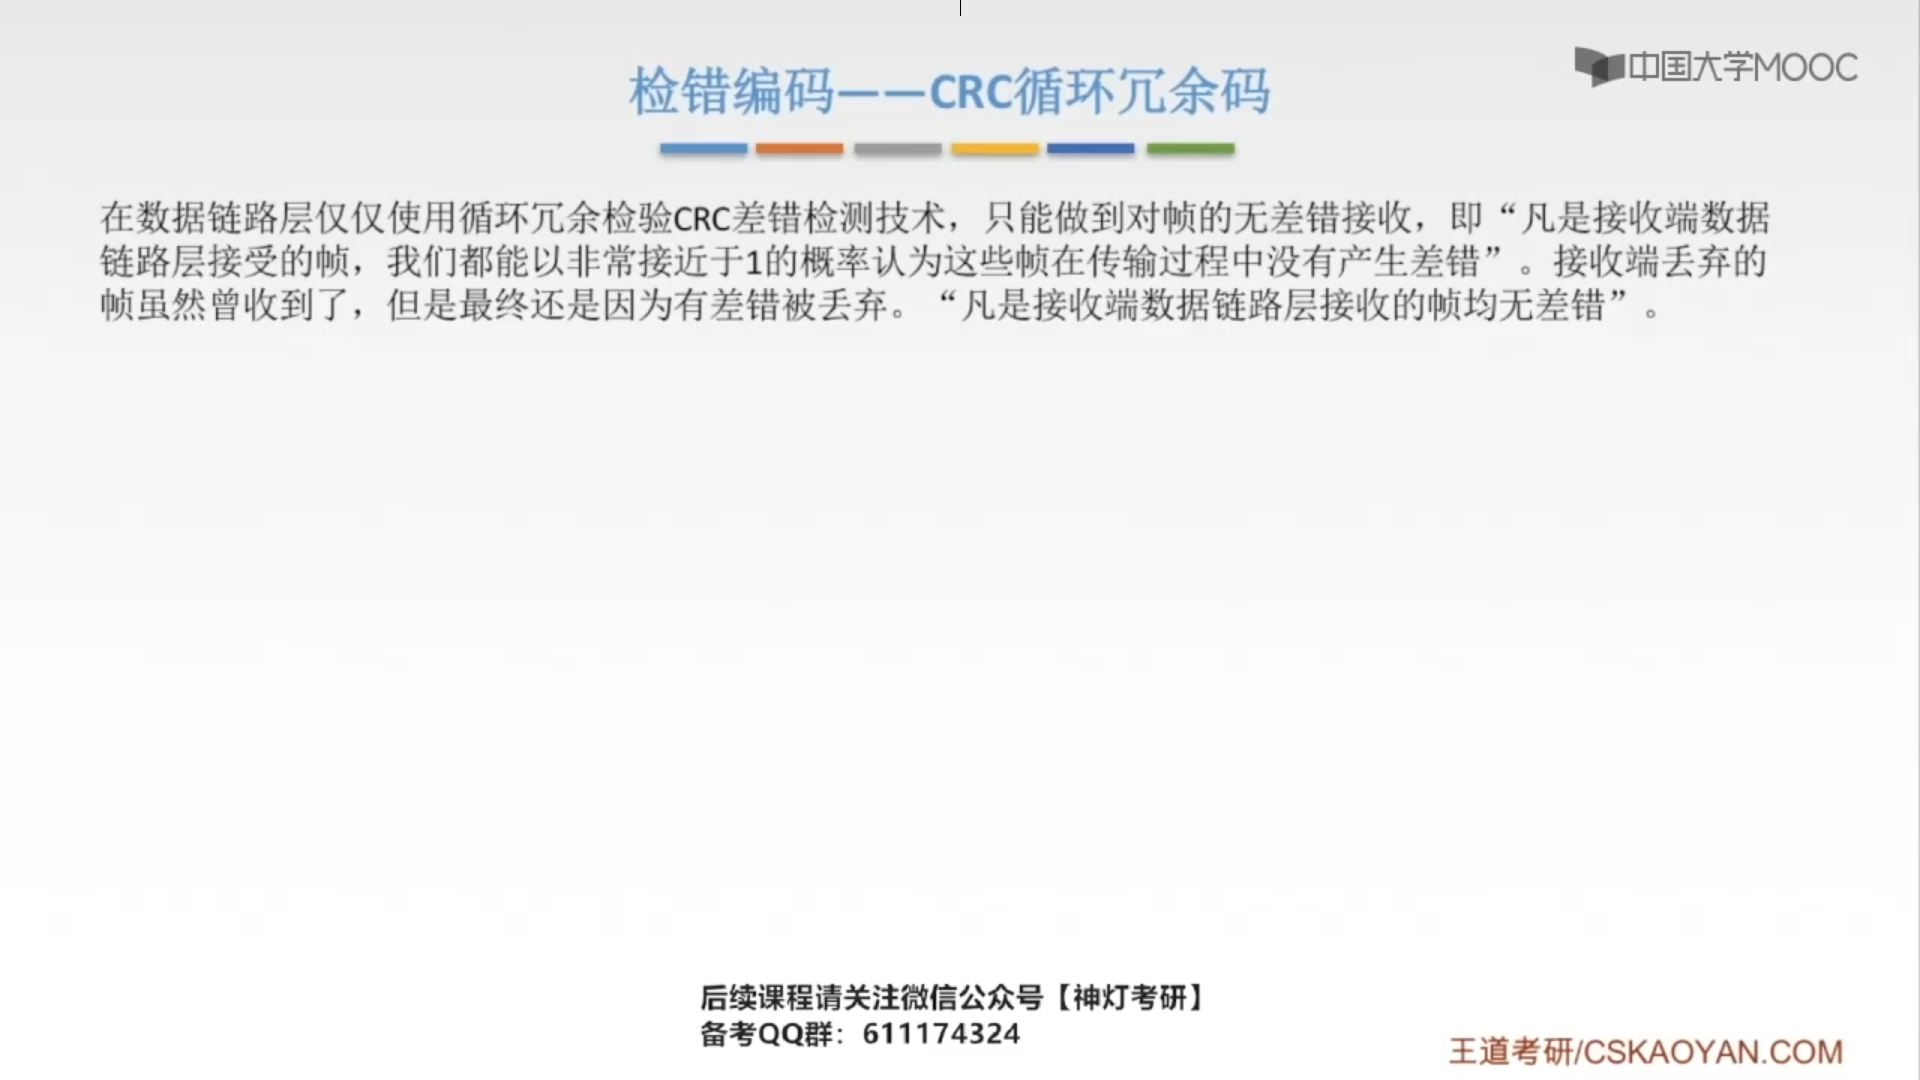 中国大学MOOC
检错编码——CRC循环冗余码
在数据链路层仅仅使用循环冗余检验CRC差错检测技术，只能做到对帧的无差错接收，即“凡是接收端数据
链路层接受的帧，我们都能以非常接近于1的概率认为这些帧在传输过程中没有产生差错”。接收端丢弃的
帧虽然曾收到了，但是最终还是因为有差错被丢弃。“凡是接收端数据链路层接收的帧均无差错”。
后续课程请关注微信公众号【神灯考研】
备考QQ群：611174324
王道考研/CSKAOYAN.COM